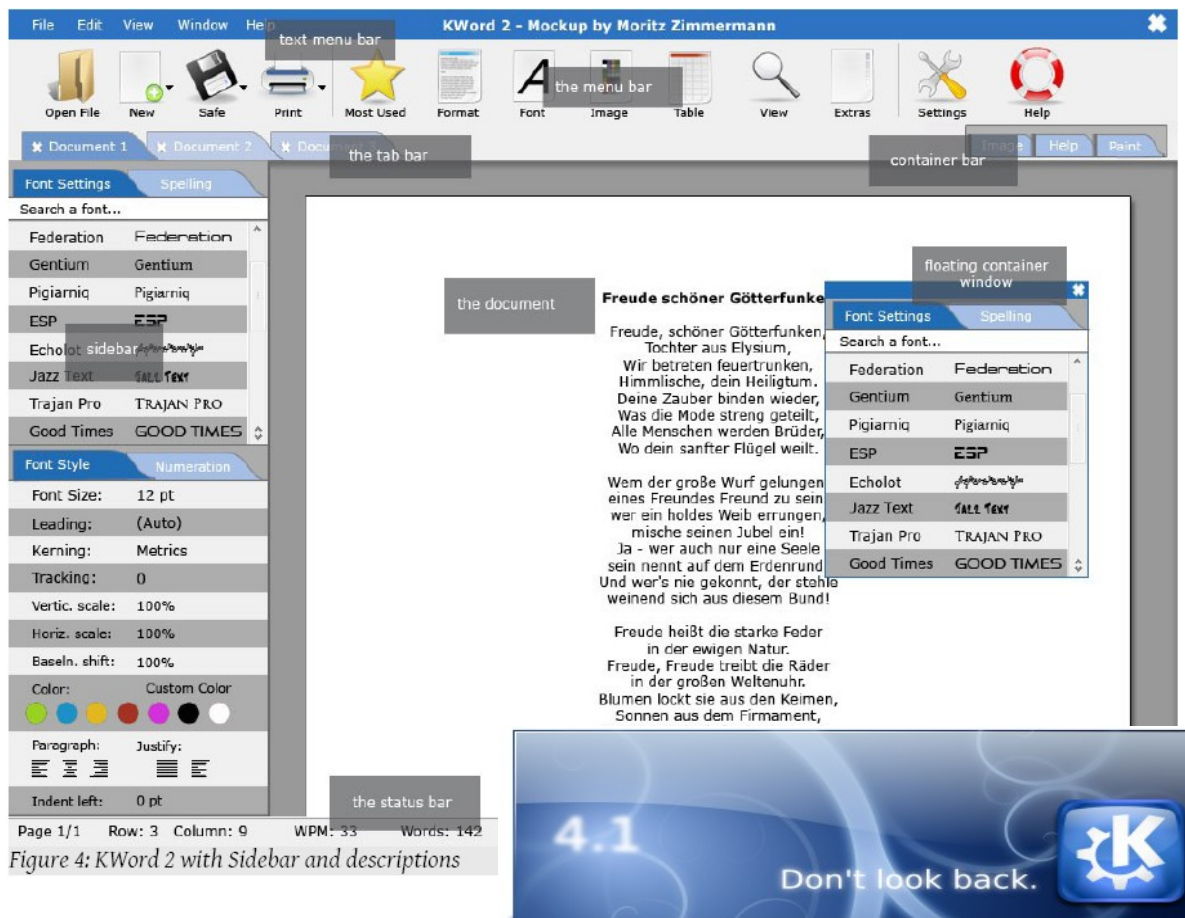 File Edit View Window Help
KWord 2 - Mockup by Moritz Zimmermann
text menu bar
Open File New Safe Print Most Used Format Font Image Table View Extras Settings Help
the menu bar
Document 1 Document 2 Document 3
the tab bar
Image Help Paint
container bar
Font Settings Spelling
Search a font...
Federation Federation
Gentium Gentium
Pigiarniq Pigiarniq
ESP ESP
Echolot
sidebar
Jazz Text JAZZ TEXT
Trajan Pro TRAJAN PRO
Good Times GOOD TIMES
Font Style Numeration
Font Size: 12 pt
Leading: (Auto)
Kerning: Metrics
Tracking: 0
Vertic. scale: 100%
Horiz. scale: 100%
Baseln. shift: 100%
Color: Custom Color
Paragraph: Justify:
Indent left: 0 pt
the document
Freude schöner Götterfunke
Freude, schöner Götterfunken,
Tochter aus Elysium,
Wir betreten feuertrunken,
Himmlische, dein Heiligtum.
Deine Zauber binden wieder,
Was die Mode streng geteilt,
Alle Menschen werden Brüder,
Wo dein sanfter Flügel weilt.
Wem der große Wurf gelungen
eines Freundes Freund zu sein
wer ein holdes Weib errungen,
mische seinen Jubel ein!
Ja - wer auch nur eine Seele
sein nennt auf dem Erdenrund
Und wer's nie gekonnt, der stehle
weinend sich aus diesem Bund!
Freude heißt die starke Feder
in der ewigen Natur.
Freude, Freude treibt die Räder
in der großen Weltenuhr.
Blumen lockt sie aus den Keimen,
Sonnen aus dem Firmament,
floating container
window
Font Settings Spelling
Search a font...
Federation Federation
Gentium Gentium
Pigiarniq Pigiarniq
ESP ESP
Echolot
Jazz Text JAZZ TEXT
Trajan Pro TRAJAN PRO
Good Times GOOD TIMES
the status bar
Page 1/1 Row: 3 Column: 9 WPM: 33 Words: 142
Figure 4: KWord 2 with Sidebar and descriptions
4.1
Don't look back.
K